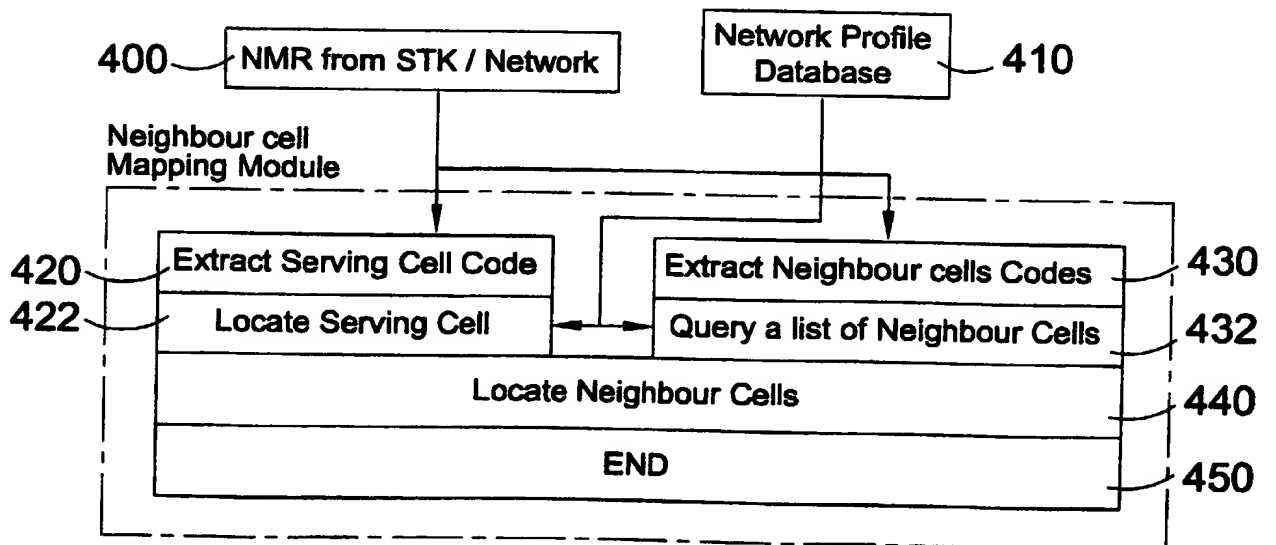 400
NMR from STK / Network
Network Profile
Database
410
Neighbour cell
Mapping Module
420
Extract Serving Cell Code
Extract Neighbour cells Codes
430
422
Locate Serving Cell
Query a list of Neighbour Cells
432
Locate Neighbour Cells
440
END
450